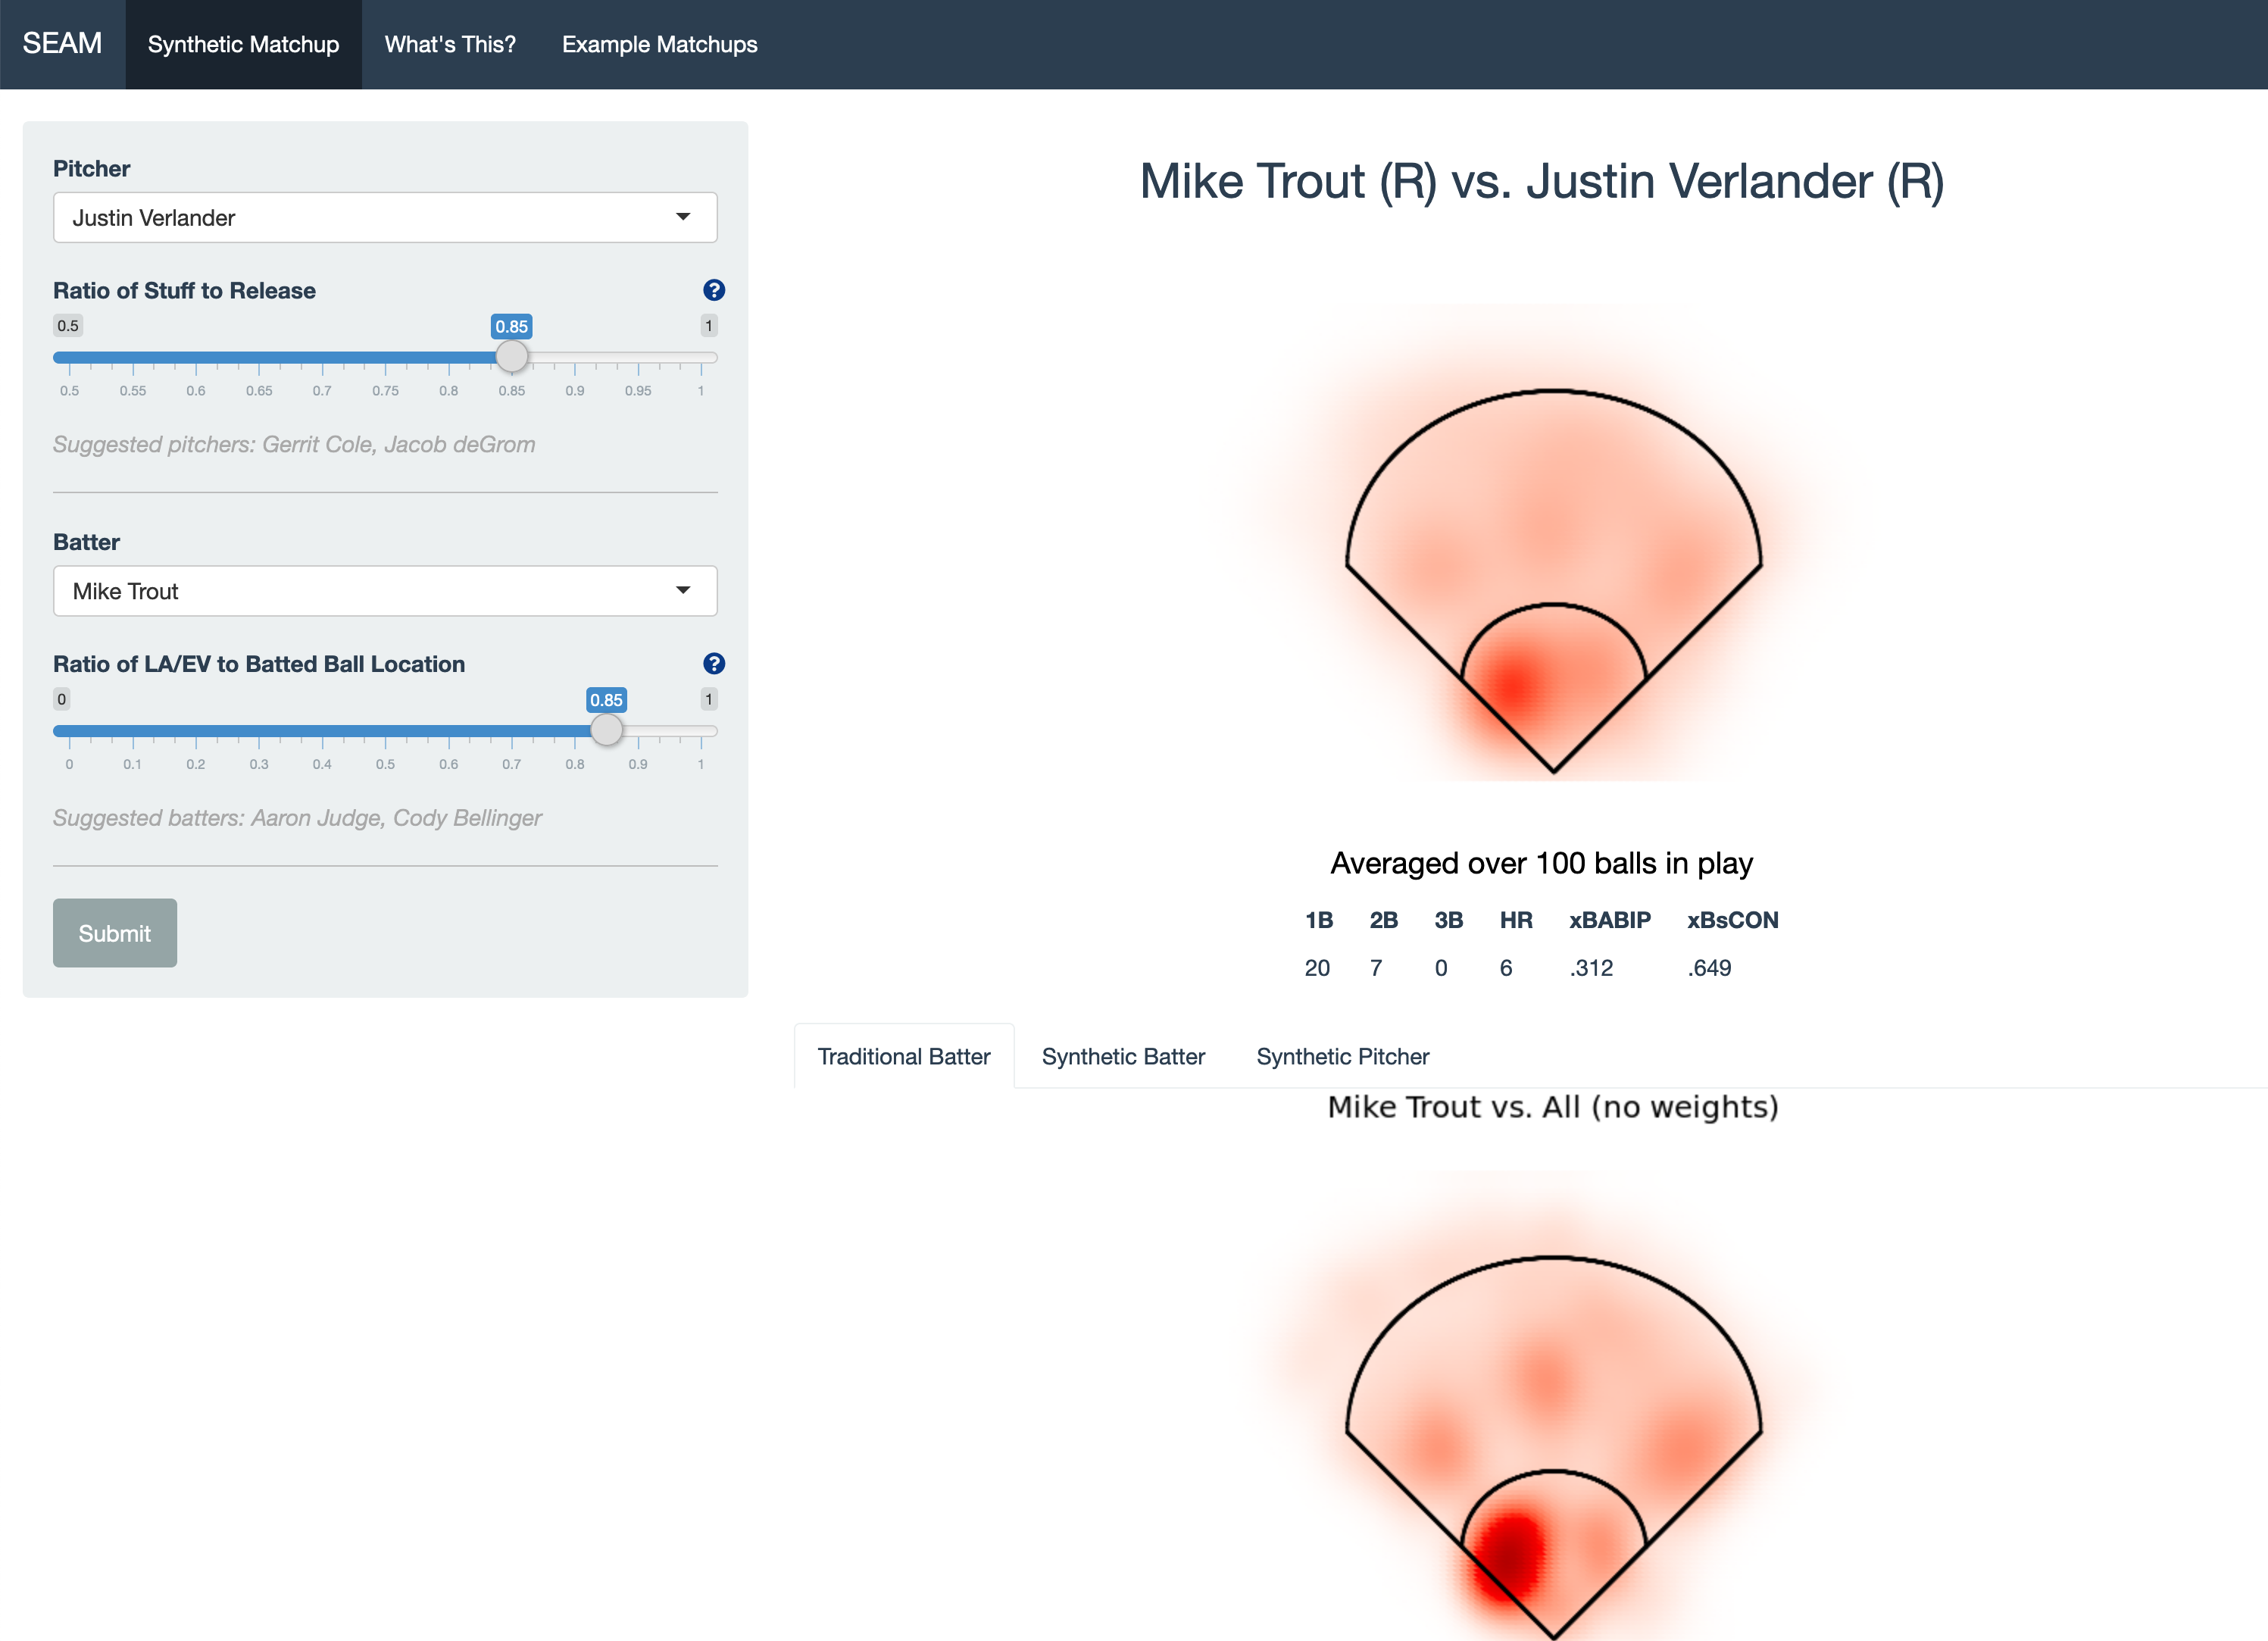 SEAM Synthetic Matchup What's This? Example Matchups
Pitcher
Justin Verlander
Ratio of Stuff to Release ?
0.5 0.85 1
0.5 0.55 0.6 0.65 0.7 0.75 0.8 0.85 0.9 0.95 1
Suggested pitchers: Gerrit Cole, Jacob deGrom
Batter
Mike Trout
Ratio of LA/EV to Batted Ball Location ?
0 0.85 1
0 0.1 0.2 0.3 0.4 0.5 0.6 0.7 0.8 0.9 1
Suggested batters: Aaron Judge, Cody Bellinger
Submit
Mike Trout (R) vs. Justin Verlander (R)
Averaged over 100 balls in play
1B 2B 3B HR xBABIP xBsCON
20 7 0 6 .312 .649
Traditional Batter Synthetic Batter Synthetic Pitcher
Mike Trout vs. All (no weights)